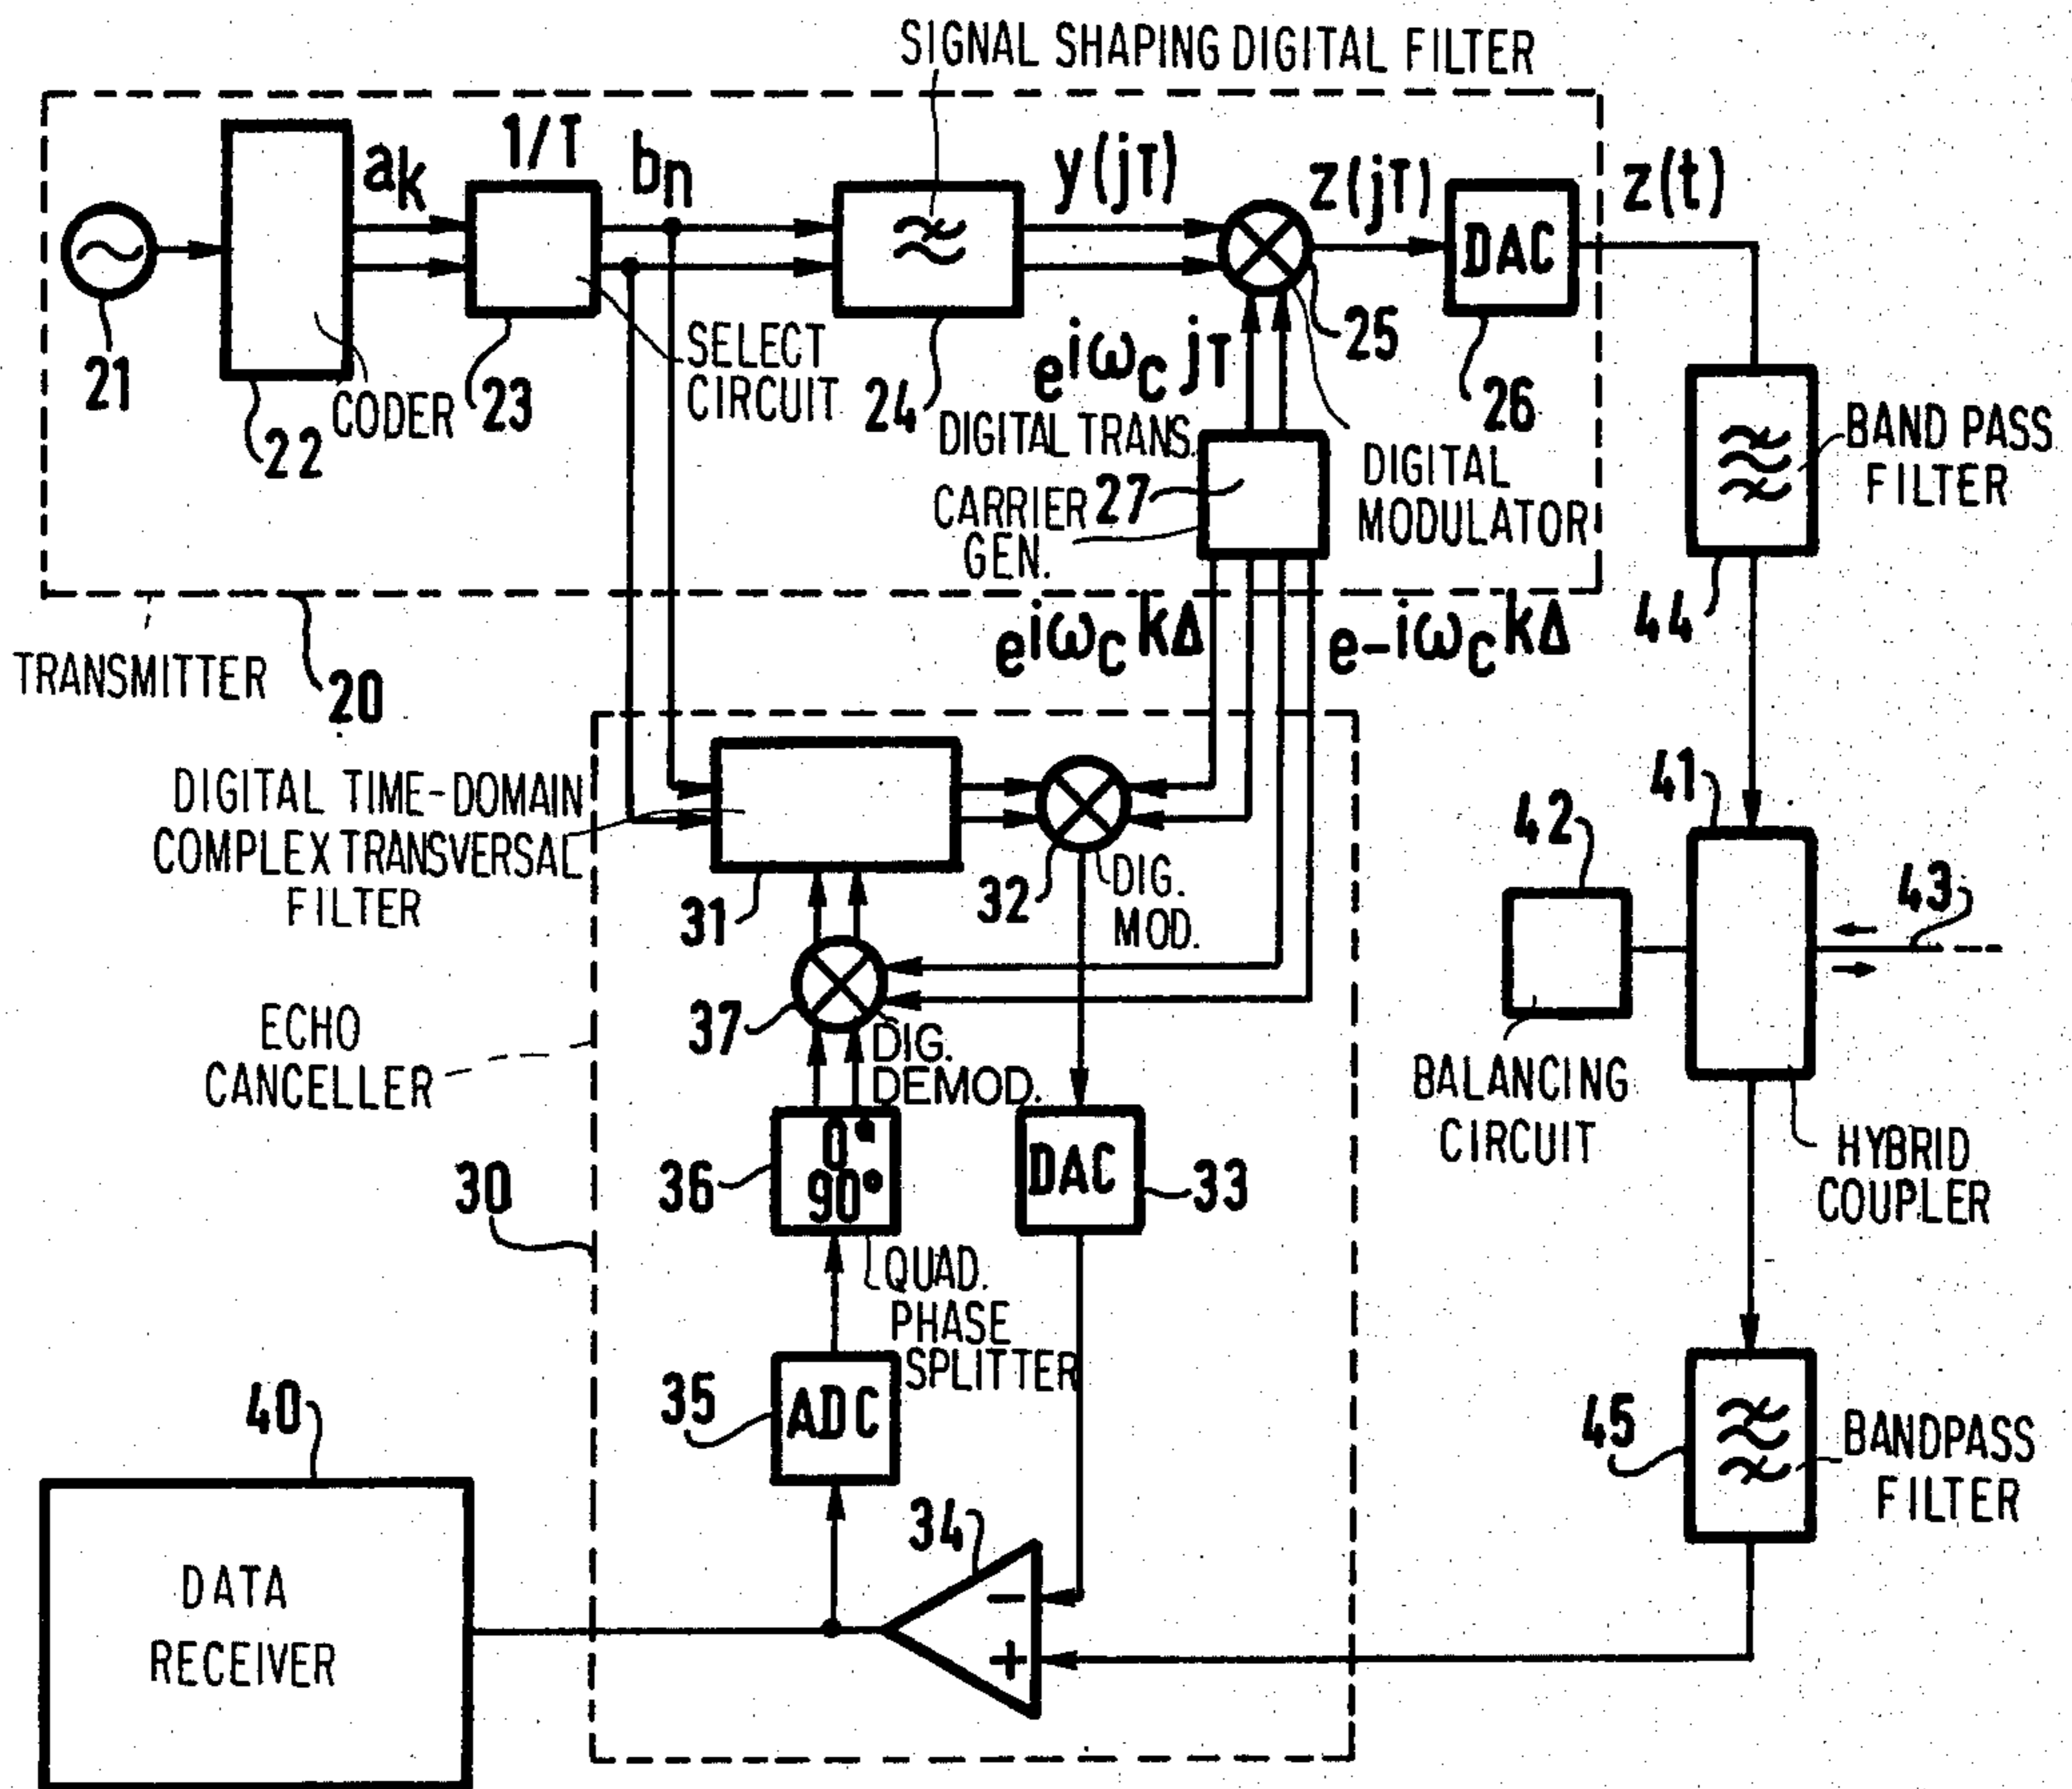 SIGNAL SHAPING DIGITAL FILTER
1/T
ak
bn
y(jτ)
z(jτ)
z(t)
DAC
21
22
CODER
23
SELECT
CIRCUIT
24
25
26
e^iωc jτ
DIGITAL TRANS.
CARRIER
GEN.
27
DIGITAL
MODULATOR
BAND PASS
FILTER
44
TRANSMITTER
20
e^iωc kΔ
e-iωc kΔ
DIGITAL TIME-DOMAIN
COMPLEX TRANSVERSAL
FILTER
31
32
DIG.
MOD.
41
42
43
37
DIG.
DEMOD.
ECHO
CANCELLER
BALANCING
CIRCUIT
HYBRID
COUPLER
30
36
0°
90°
DAC
33
QUAD.
PHASE
SPLITTER
35
ADC
40
45
BANDPASS
FILTER
34
DATA
RECEIVER
−
+